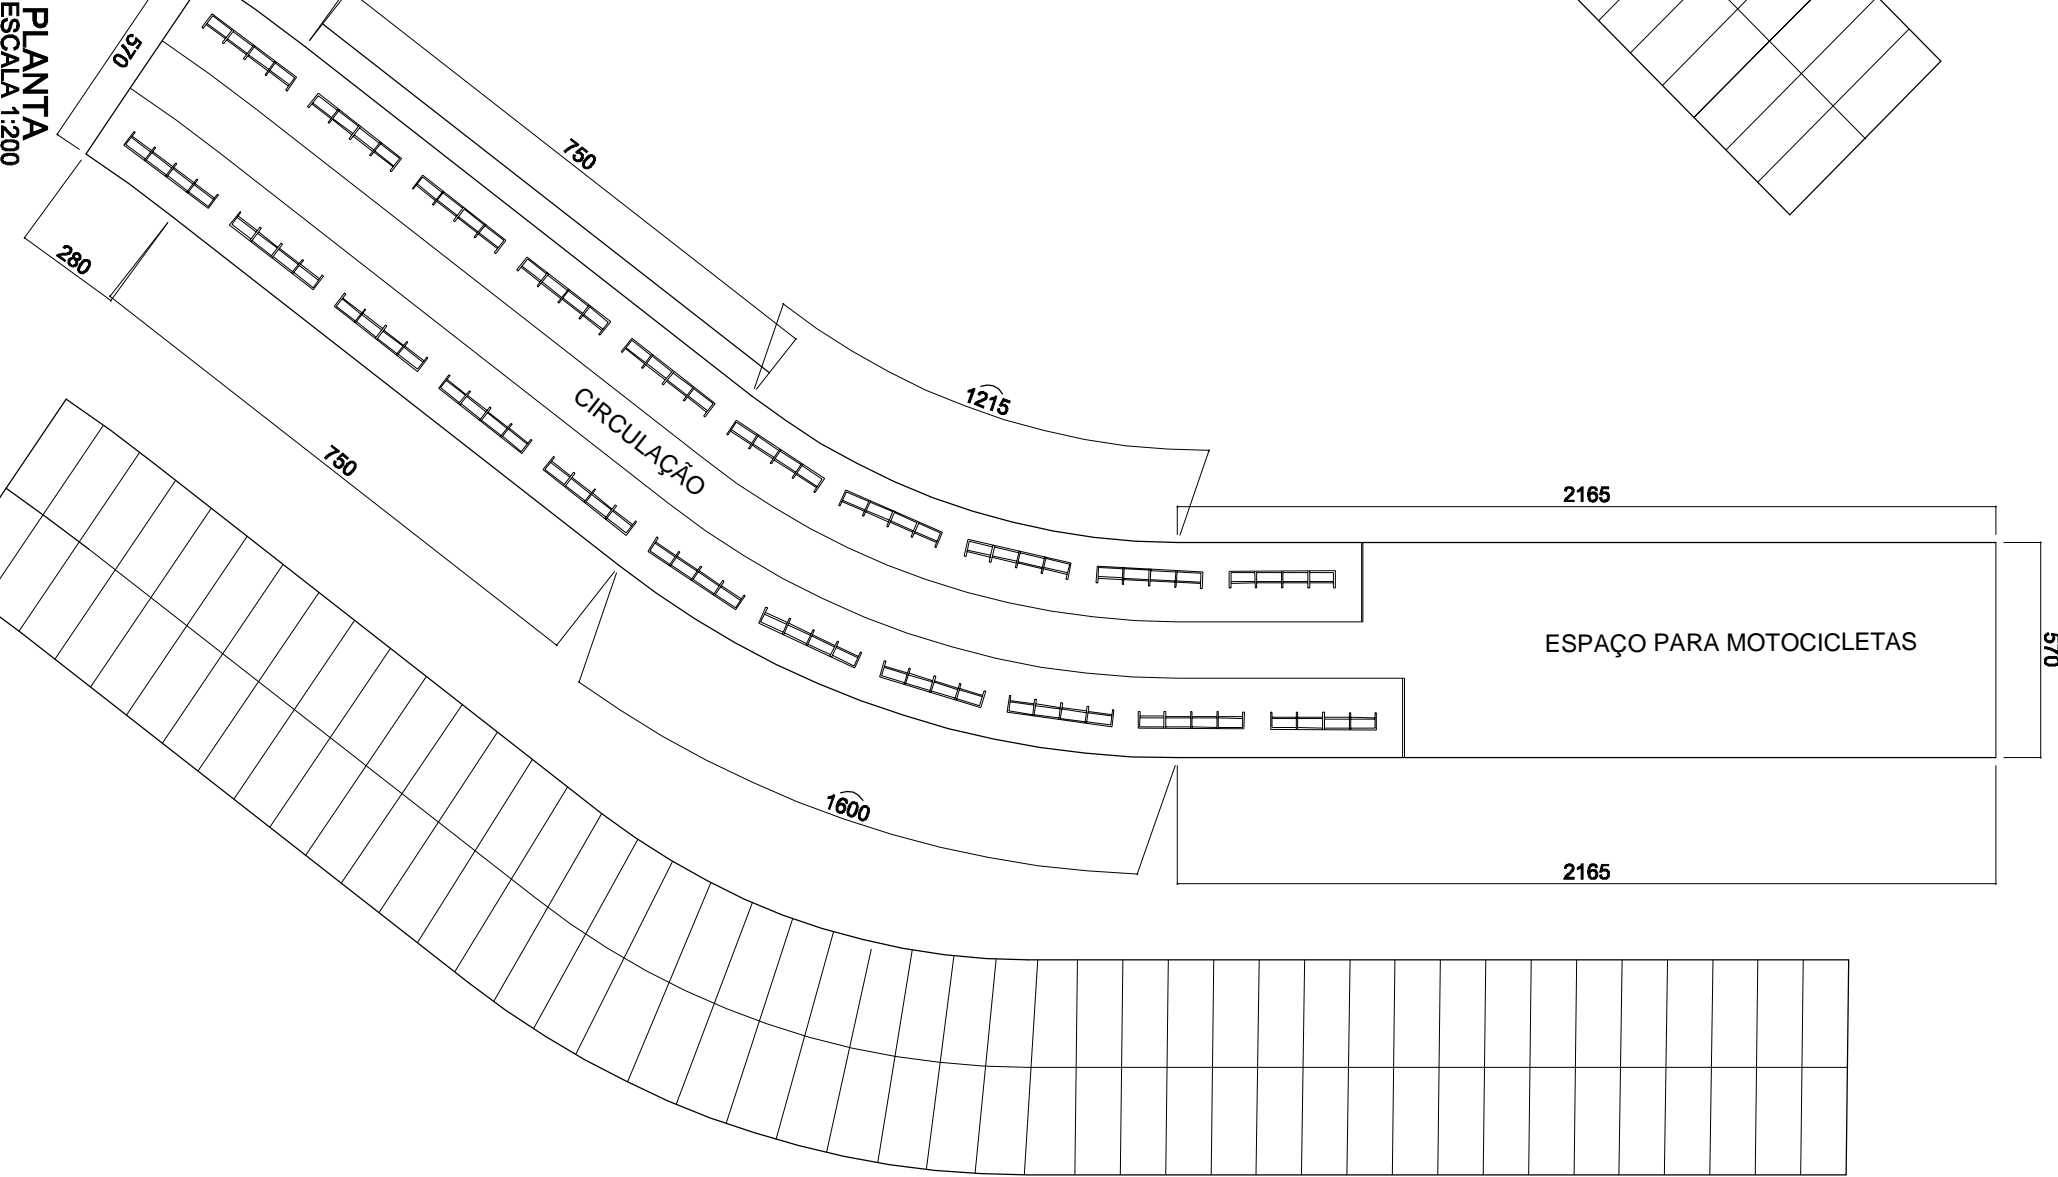 PLANTA
ESCALA 1:200
570
280
750
750
CIRCULAÇÃO
1215
1600
2165
ESPAÇO PARA MOTOCICLETAS
570
2165